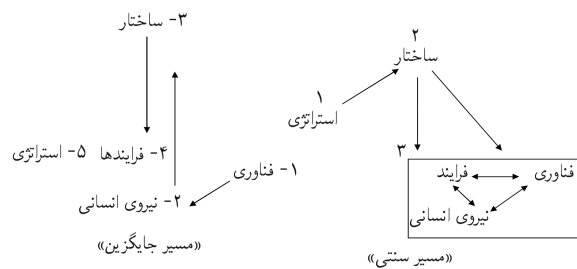 ۲
ساختار
۱
استراتژی
۳
فرایند
فناوری
نیروی انسانی
«مسیر سنتی»
۳- ساختار
۴- فرایندها
۵- استراتژی
۱- فناوری
۲- نیروی انسانی
«مسیر جایگزین»